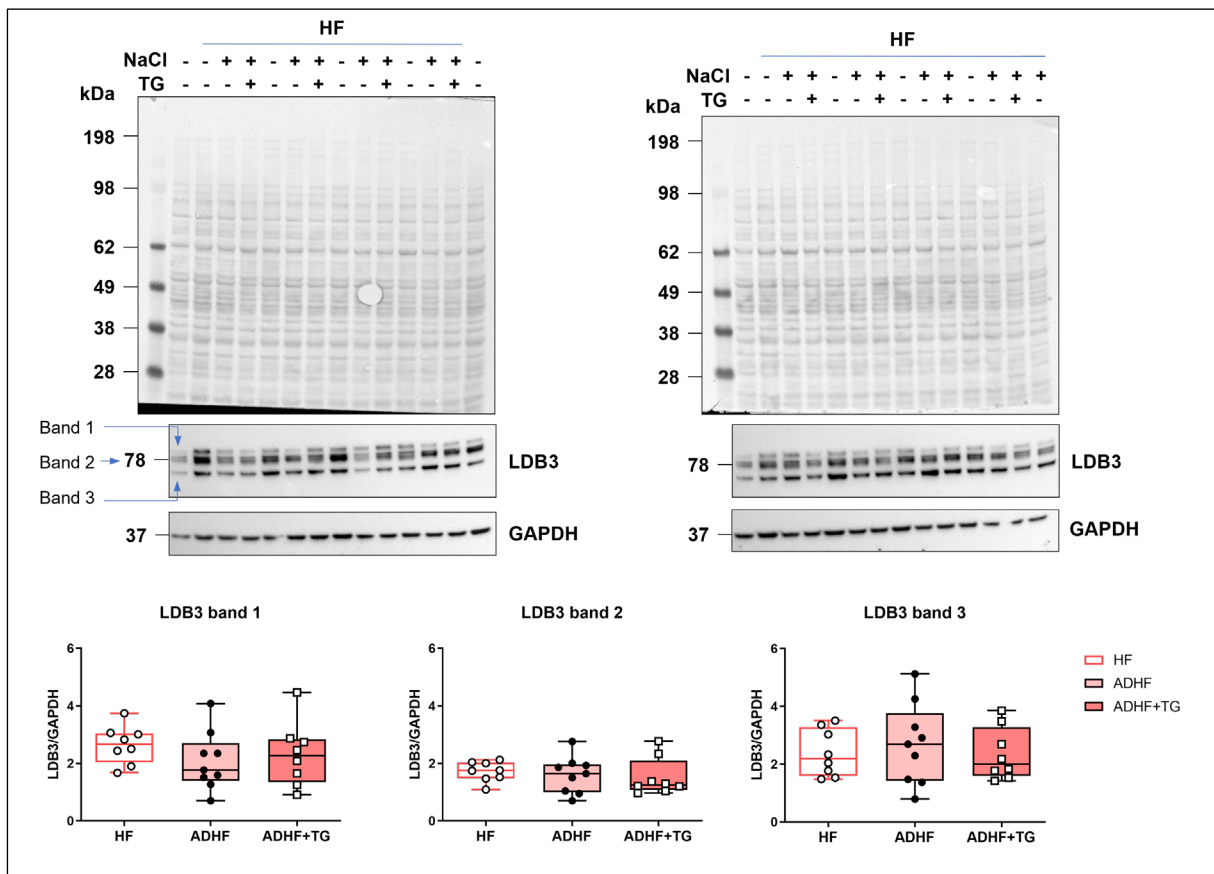 HF
NaCl - - + + - + + - + + - + + -
TG - - - + - - + - - + - - + -
kDa
198
98
62
49
38
28
Band 1
Band 2
78
Band 3
LDB3
37
GAPDH
HF
NaCl - - + + - + + - + + - + + +
TG - - - + - - + - - + - - + -
kDa
198
98
62
49
38
28
78
LDB3
37
GAPDH
LDB3 band 1
LDB3/GAPDH
6
4
2
0
HF ADHF ADHF+TG
LDB3 band 2
LDB3/GAPDH
6
4
2
0
HF ADHF ADHF+TG
LDB3 band 3
LDB3/GAPDH
6
4
2
0
HF ADHF ADHF+TG
HF
ADHF
ADHF+TG